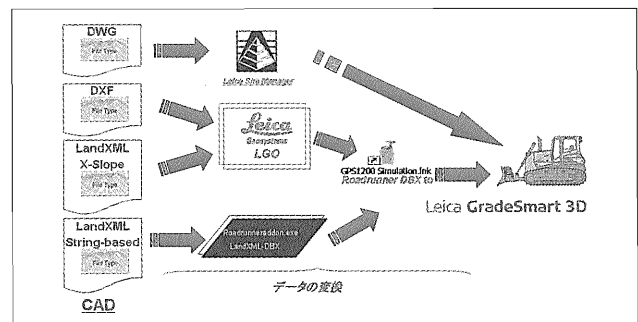 DWG
File Type
Leica Site Manager
DXF
File Type
Leica
Geosystems
LGO
LandXML
X-Slope
File Type
GPS1200 Simulation.lnk
Roadrunner DBX to
Leica GradeSmart 3D
LandXML
String-based
File Type
Roadrunneraddon.exe
LandXML-DBX
データの変換
CAD